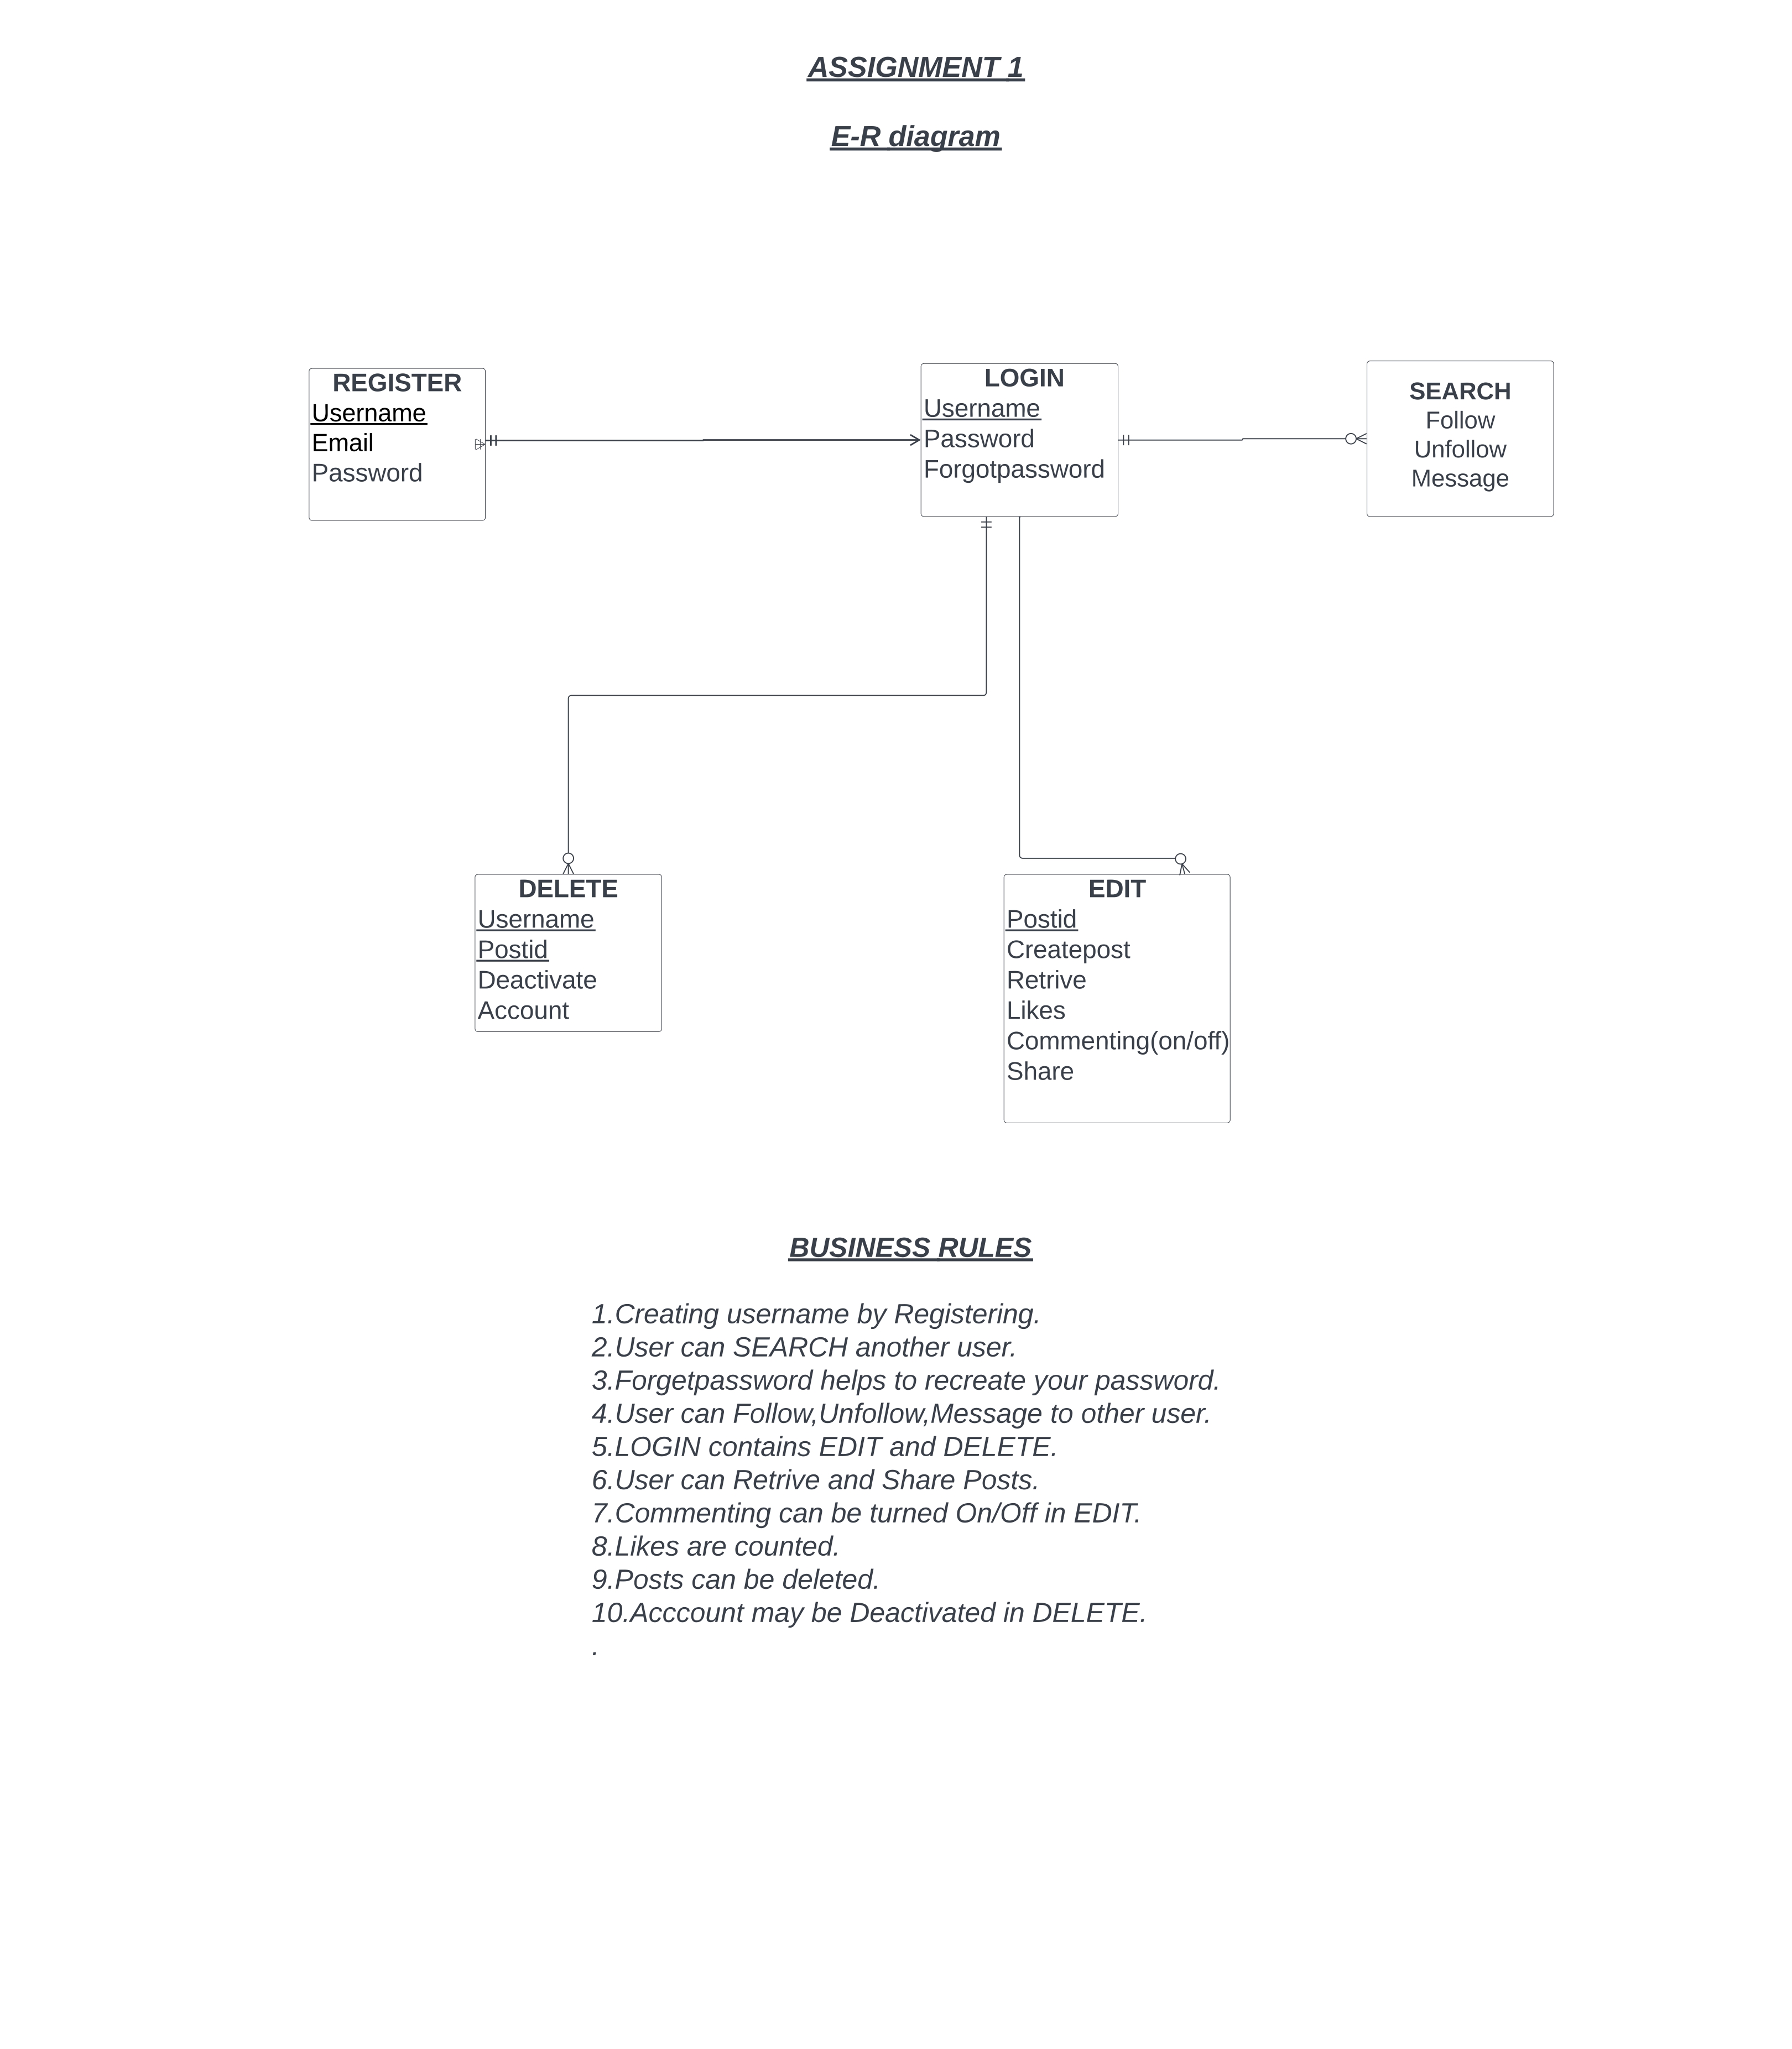 ASSIGNMENT 1
E-R diagram
REGISTER
Username
Email
Password
LOGIN
Username
Password
Forgotpassword
SEARCH
Follow
Unfollow
Message
DELETE
Username
Postid
Deactivate
Account
EDIT
Postid
Createpost
Retrive
Likes
Commenting(on/off)
Share
BUSINESS RULES
1.Creating username by Registering.
2.User can SEARCH another user.
3.Forgetpassword helps to recreate your password.
4.User can Follow,Unfollow,Message to other user.
5.LOGIN contains EDIT and DELETE.
6.User can Retrive and Share Posts.
7.Commenting can be turned On/Off in EDIT.
8.Likes are counted.
9.Posts can be deleted.
10.Acccount may be Deactivated in DELETE.
.